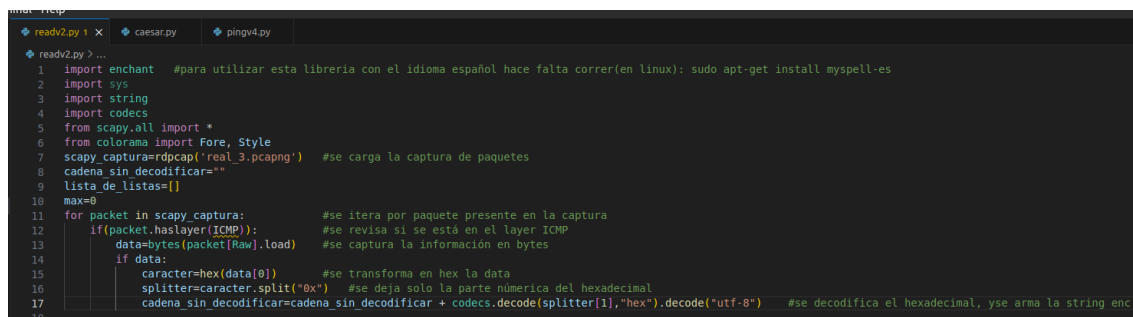 readv2.py 1 X caesar.py pingv4.py
readv2.py > ...
1 import enchant #para utilizar esta libreria con el idioma español hace falta correr(en linux): sudo apt-get install myspell-es
2 import sys
3 import string
4 import codecs
5 from scapy.all import *
6 from colorama import Fore, Style
7 scapy_captura=rdpcap('real_3.pcapng') #se carga la captura de paquetes
8 cadena_sin_decodificar=""
9 lista_de_listas=[]
10 max=0
11 for packet in scapy_captura: #se itera por paquete presente en la captura
12 if(packet.haslayer(ICMP)): #se revisa si se está en el layer ICMP
13 data=bytes(packet[Raw].load) #se captura la información en bytes
14 if data:
15 caracter=hex(data[0]) #se transforma en hex la data
16 splitter=caracter.split("0x") #se deja solo la parte númerica del hexadecimal
17 cadena_sin_decodificar=cadena_sin_decodificar + codecs.decode(splitter[1],"hex").decode("utf-8") #se decodifica el hexadecimal, yse arma la string enc